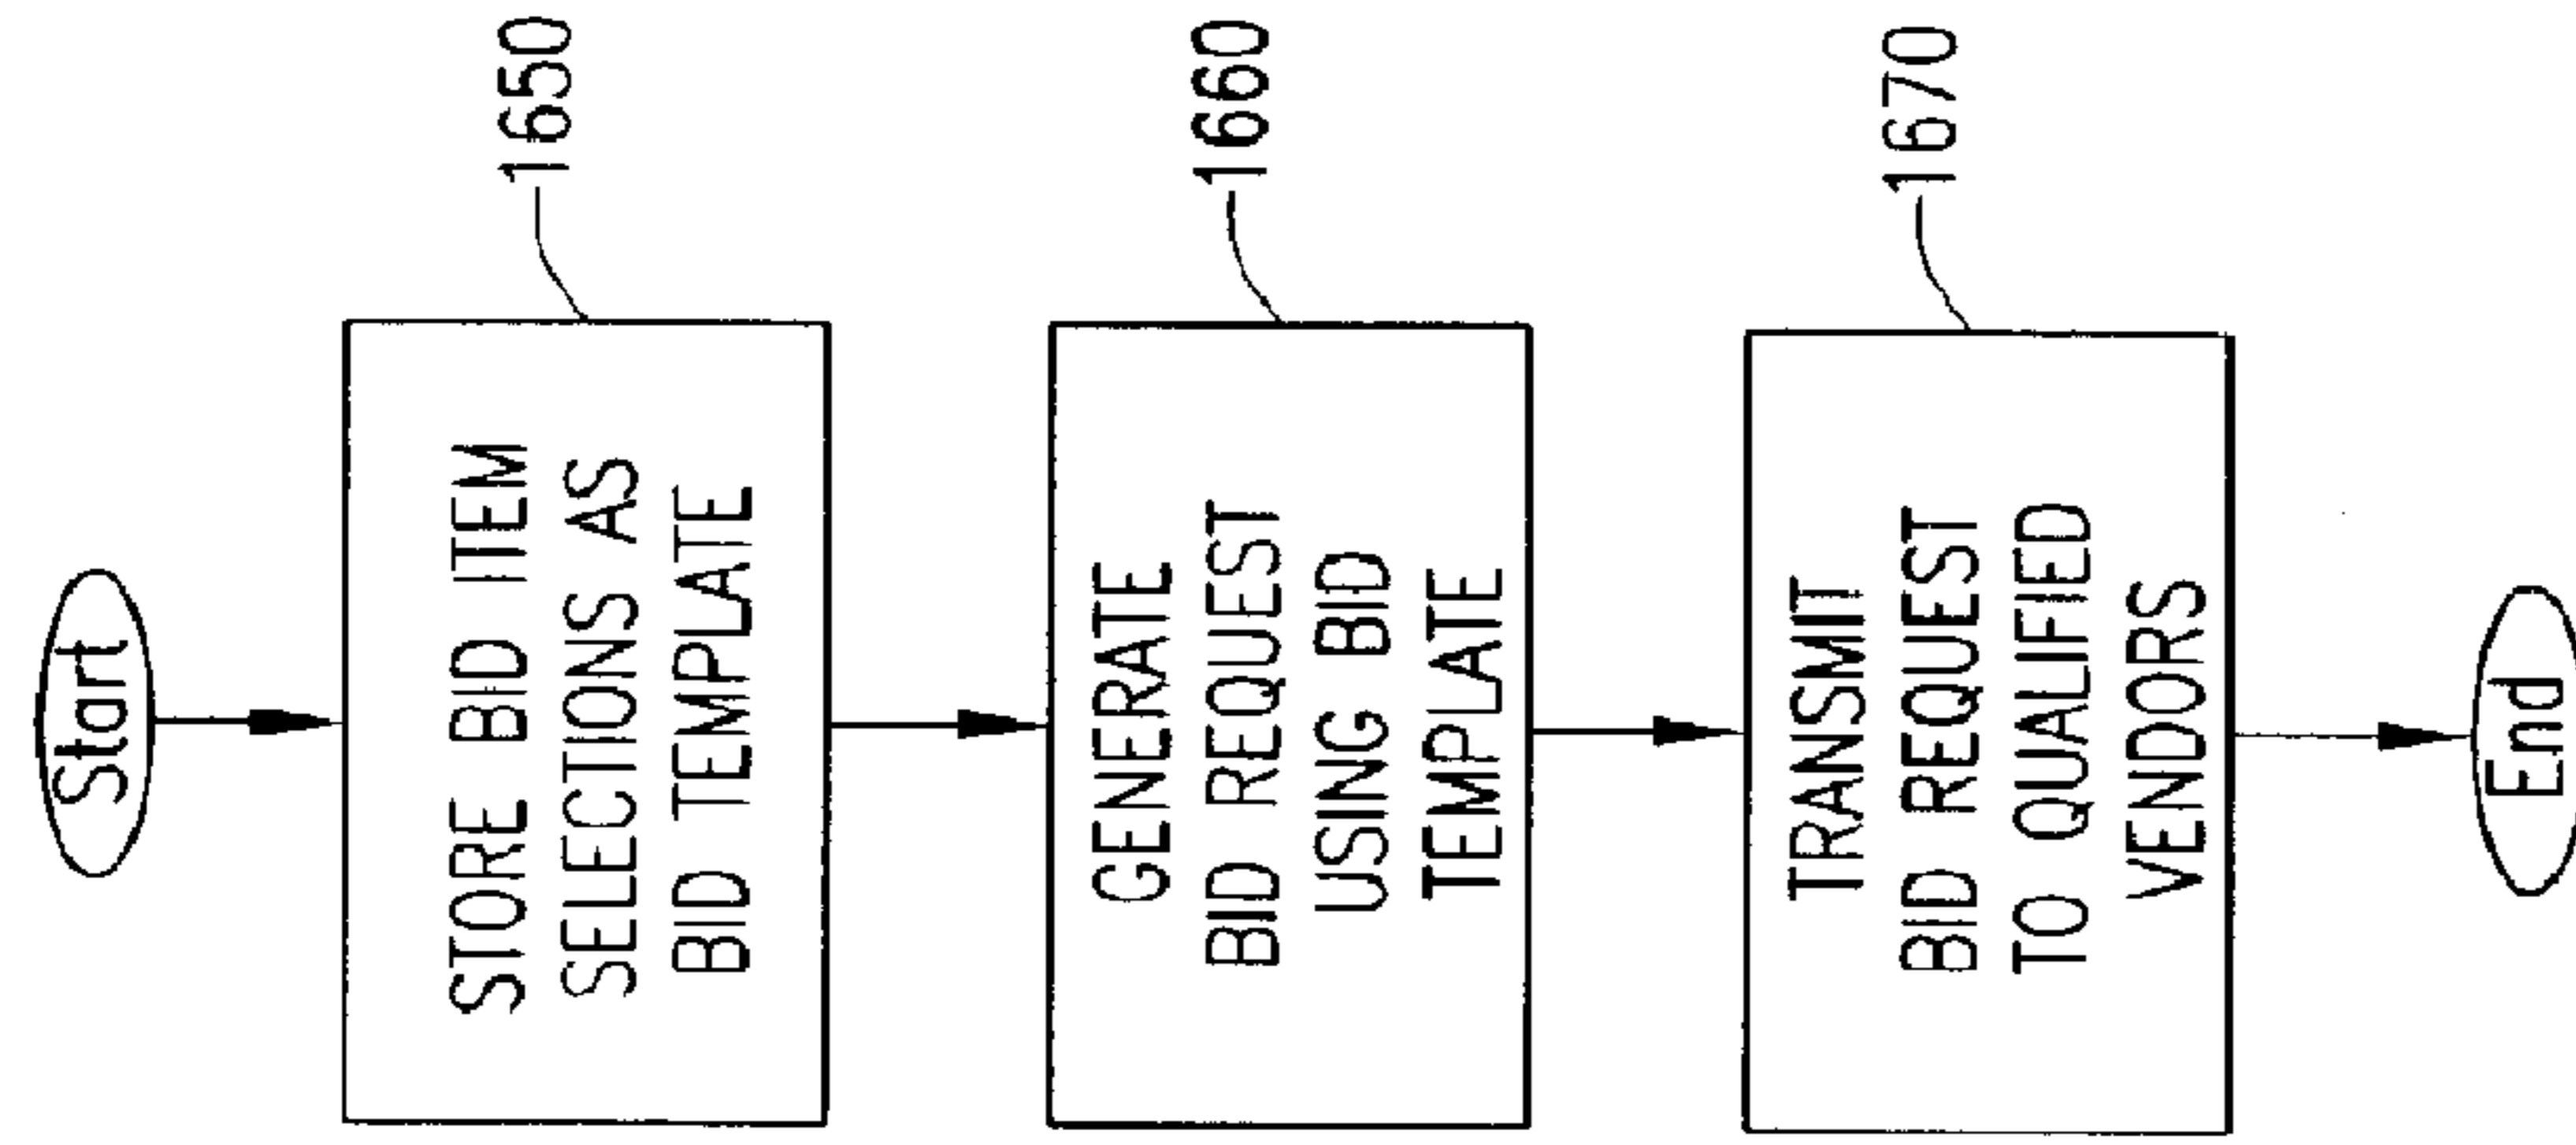 Start
STORE BID ITEM
SELECTIONS AS
BID TEMPLATE
1650
GENERATE
BID REQUEST
USING BID
TEMPLATE
1660
TRANSMIT
BID REQUEST
TO QUALIFIED
VENDORS
1670
End